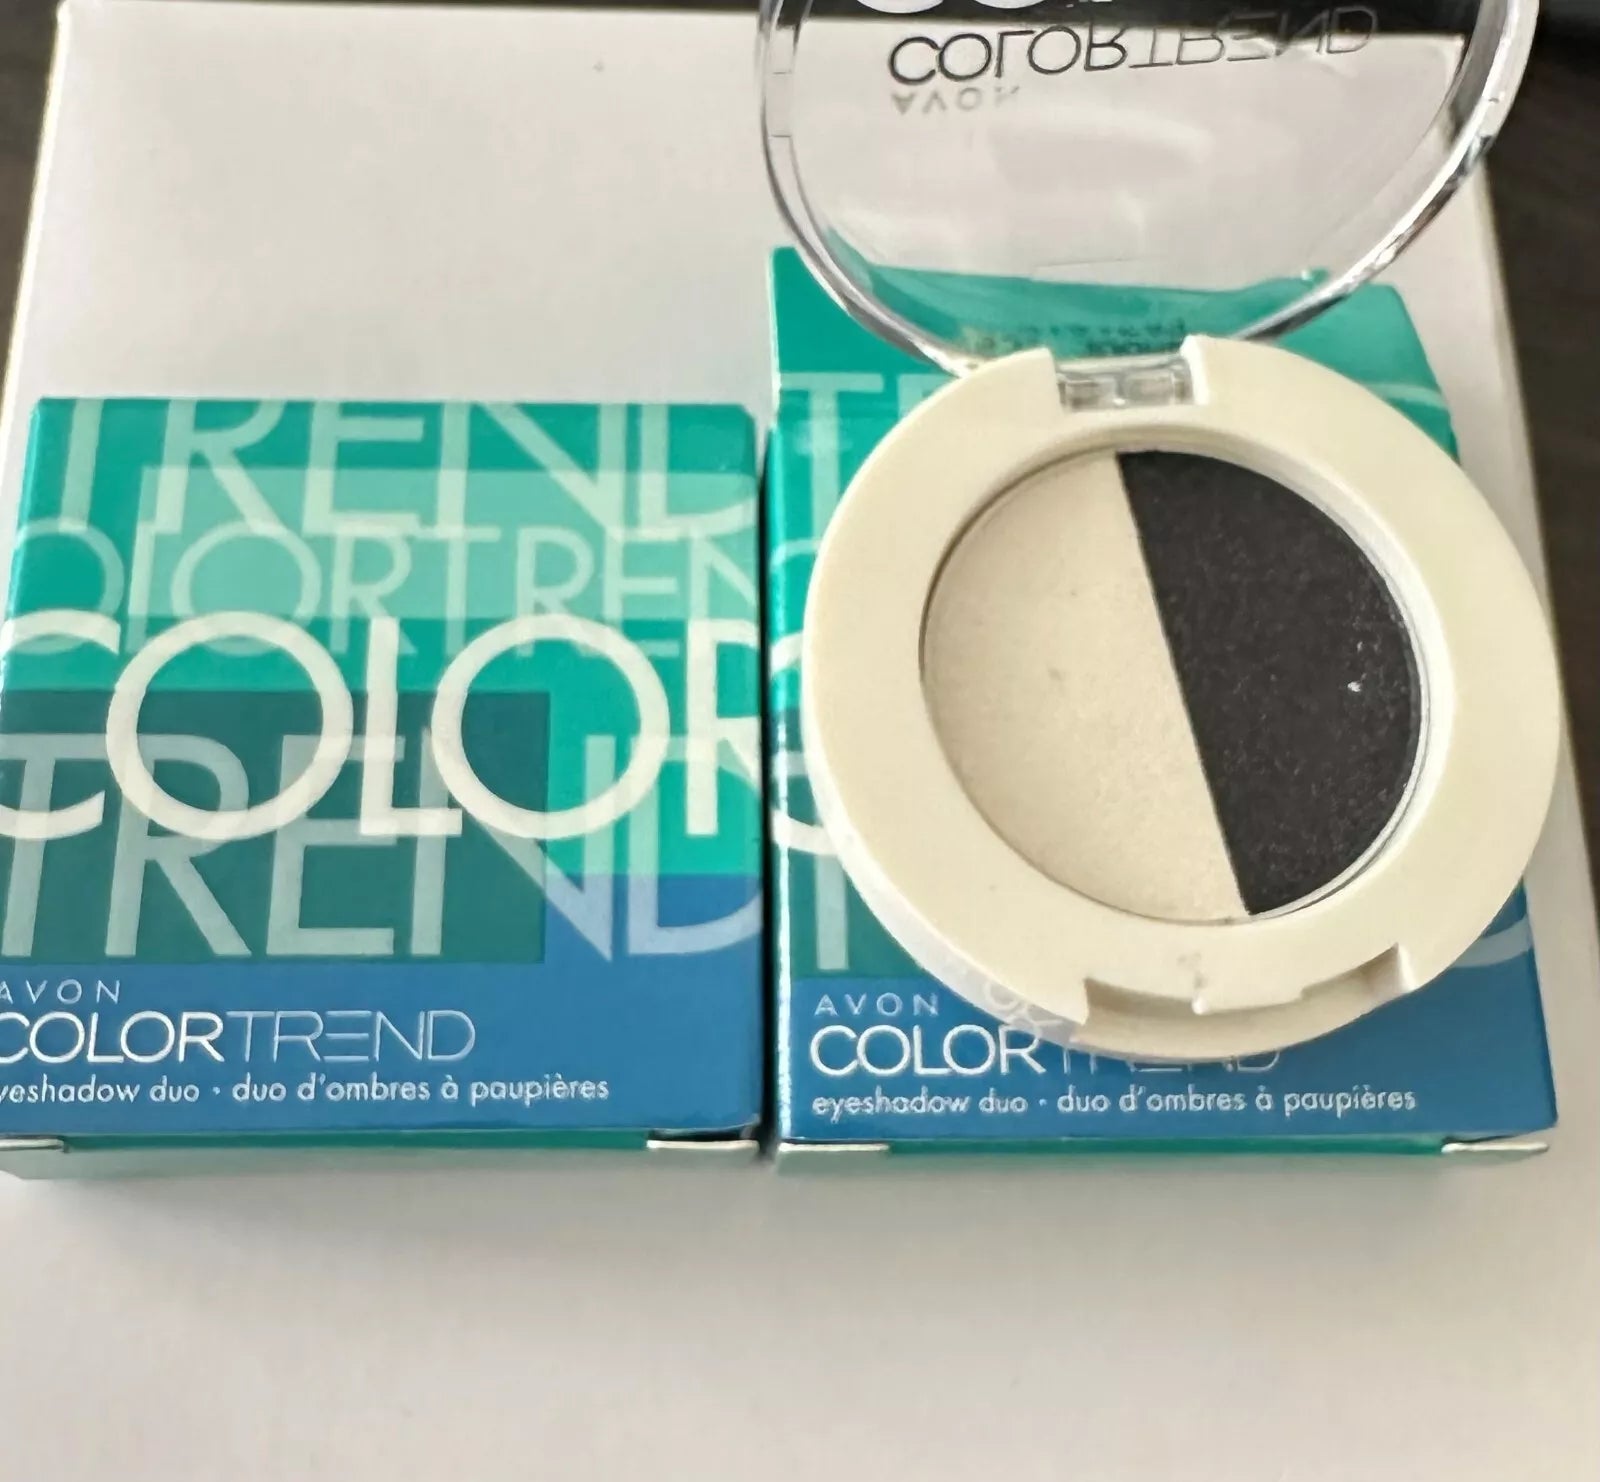 COLORTREND
AVON
TREND
OLORTREN
COLOR
TREND
AVON
COLORTREND
eyeshadow duo • duo d'ombres à paupières
AVON
COLORTREND
eyeshadow duo • duo d'ombres à paupières